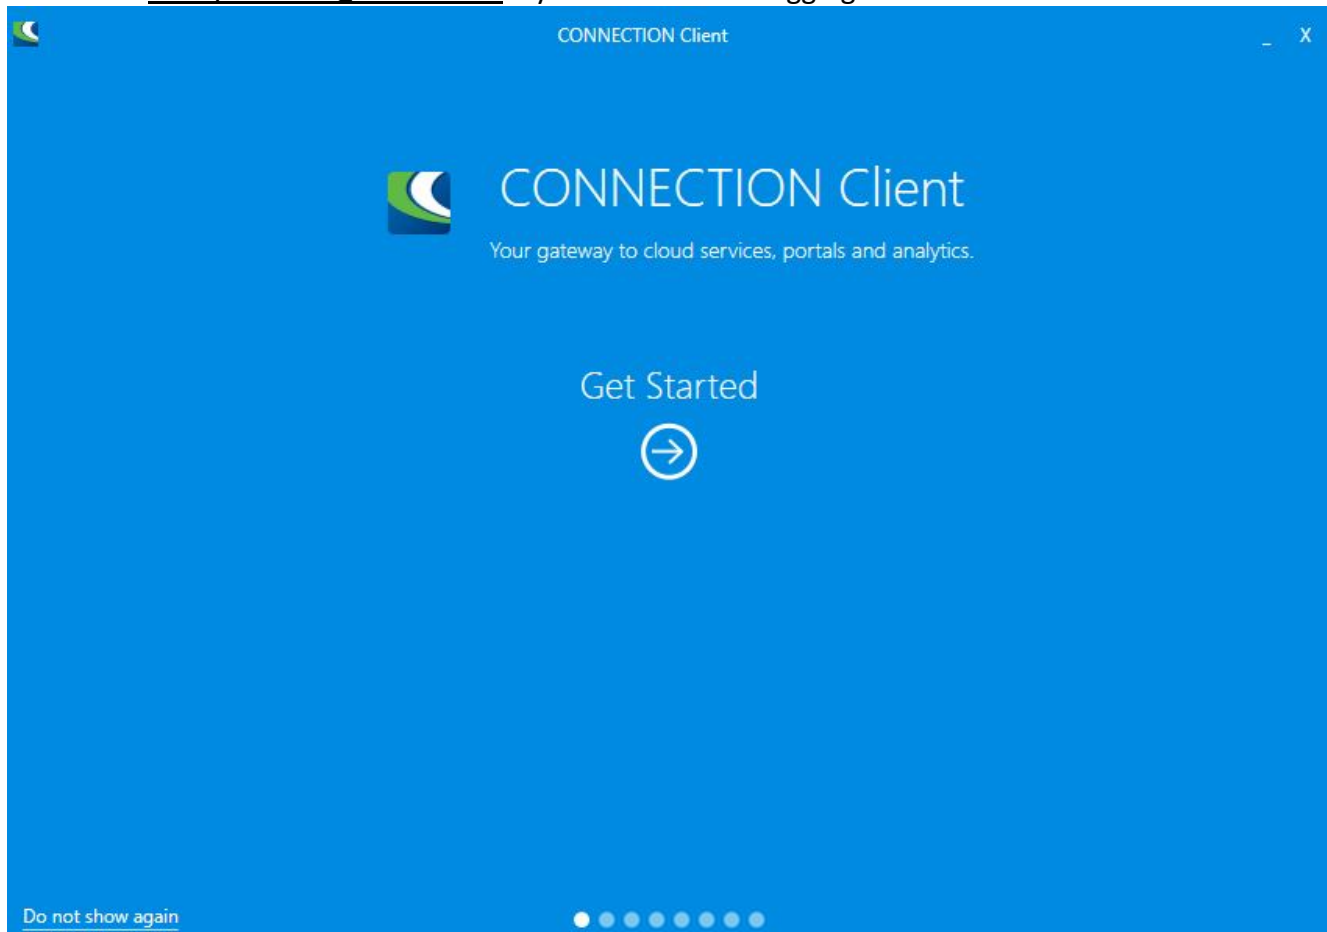 CONNECTION Client
_ X
CONNECTION Client
Your gateway to cloud services, portals and analytics.
Get Started
Do not show again